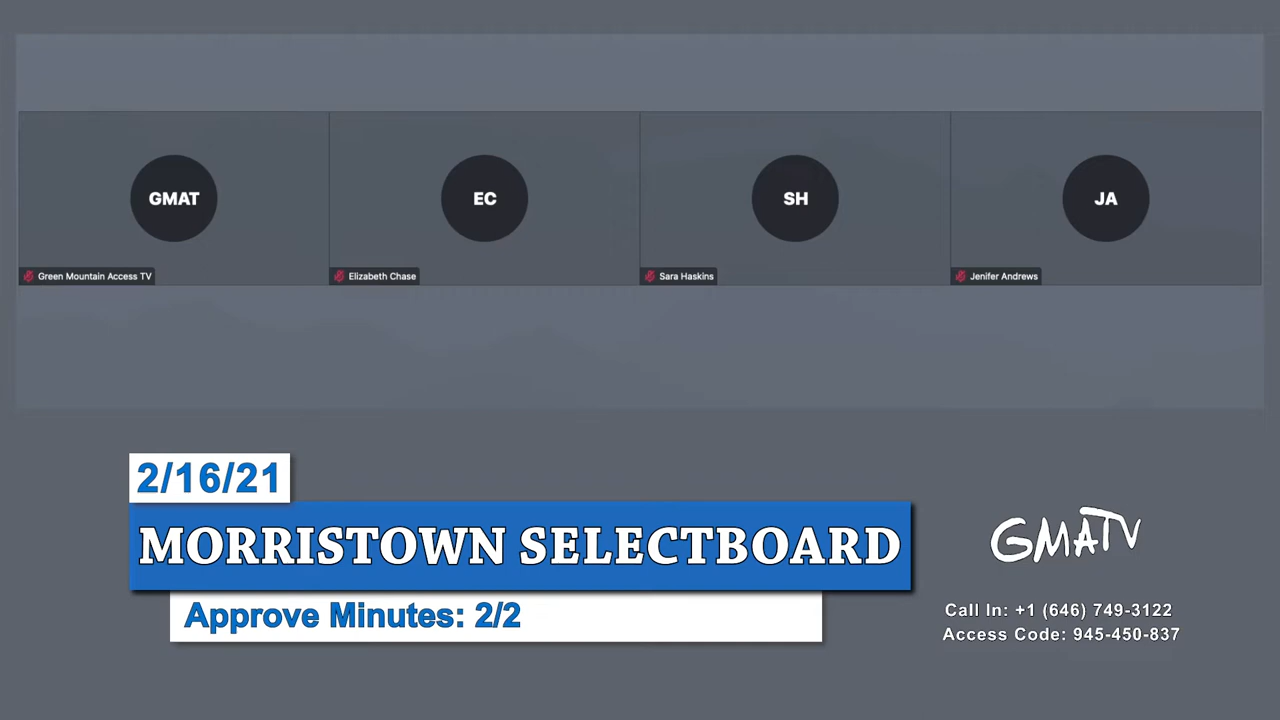 GMAT
EC
SH
JA
Green Mountain Access TV
Elizabeth Chase
Sara Haskins
Jenifer Andrews
2/16/21
MORRISTOWN SELECTBOARD
Approve Minutes: 2/2
GMATV
Call In: +1 (646) 749-3122
Access Code: 945-450-837